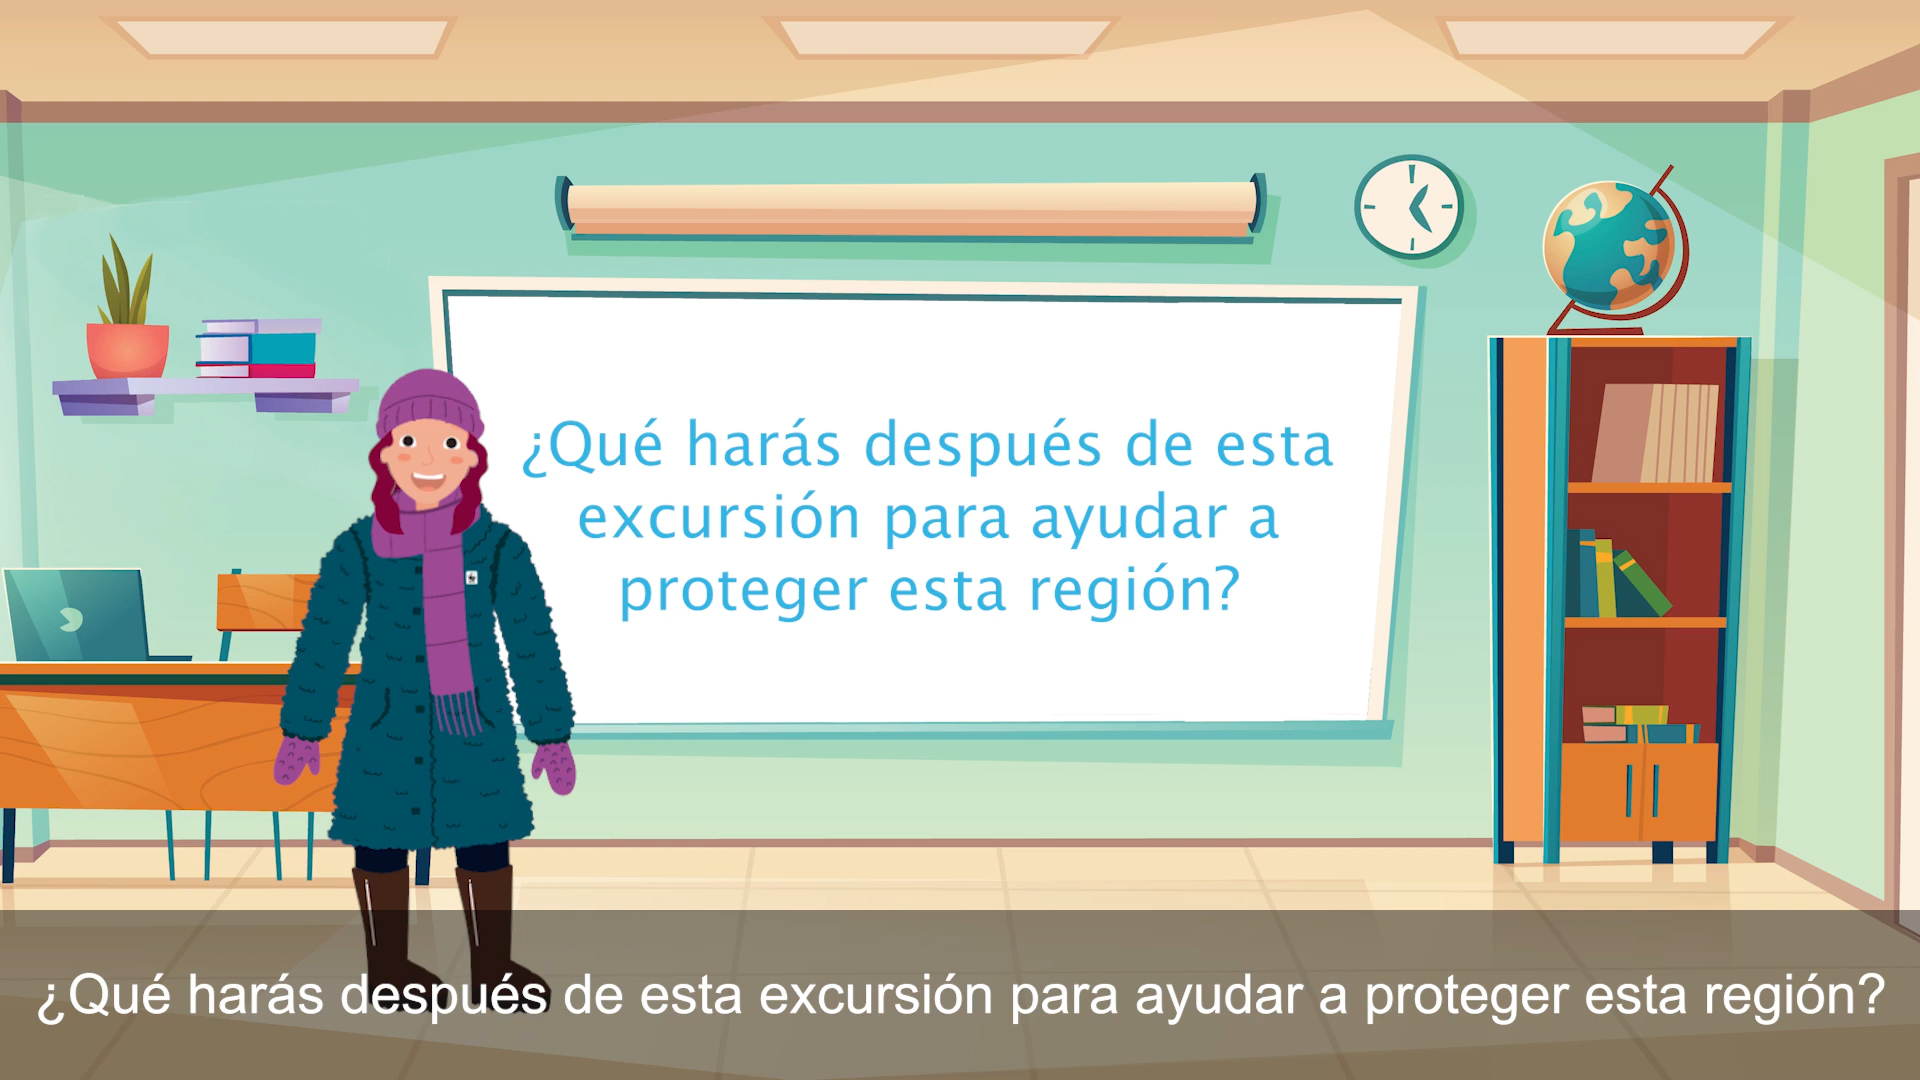 ¿Qué harás después de esta
excursión para ayudar a
proteger esta región?
¿Qué harás después de esta excursión para ayudar a proteger esta región?